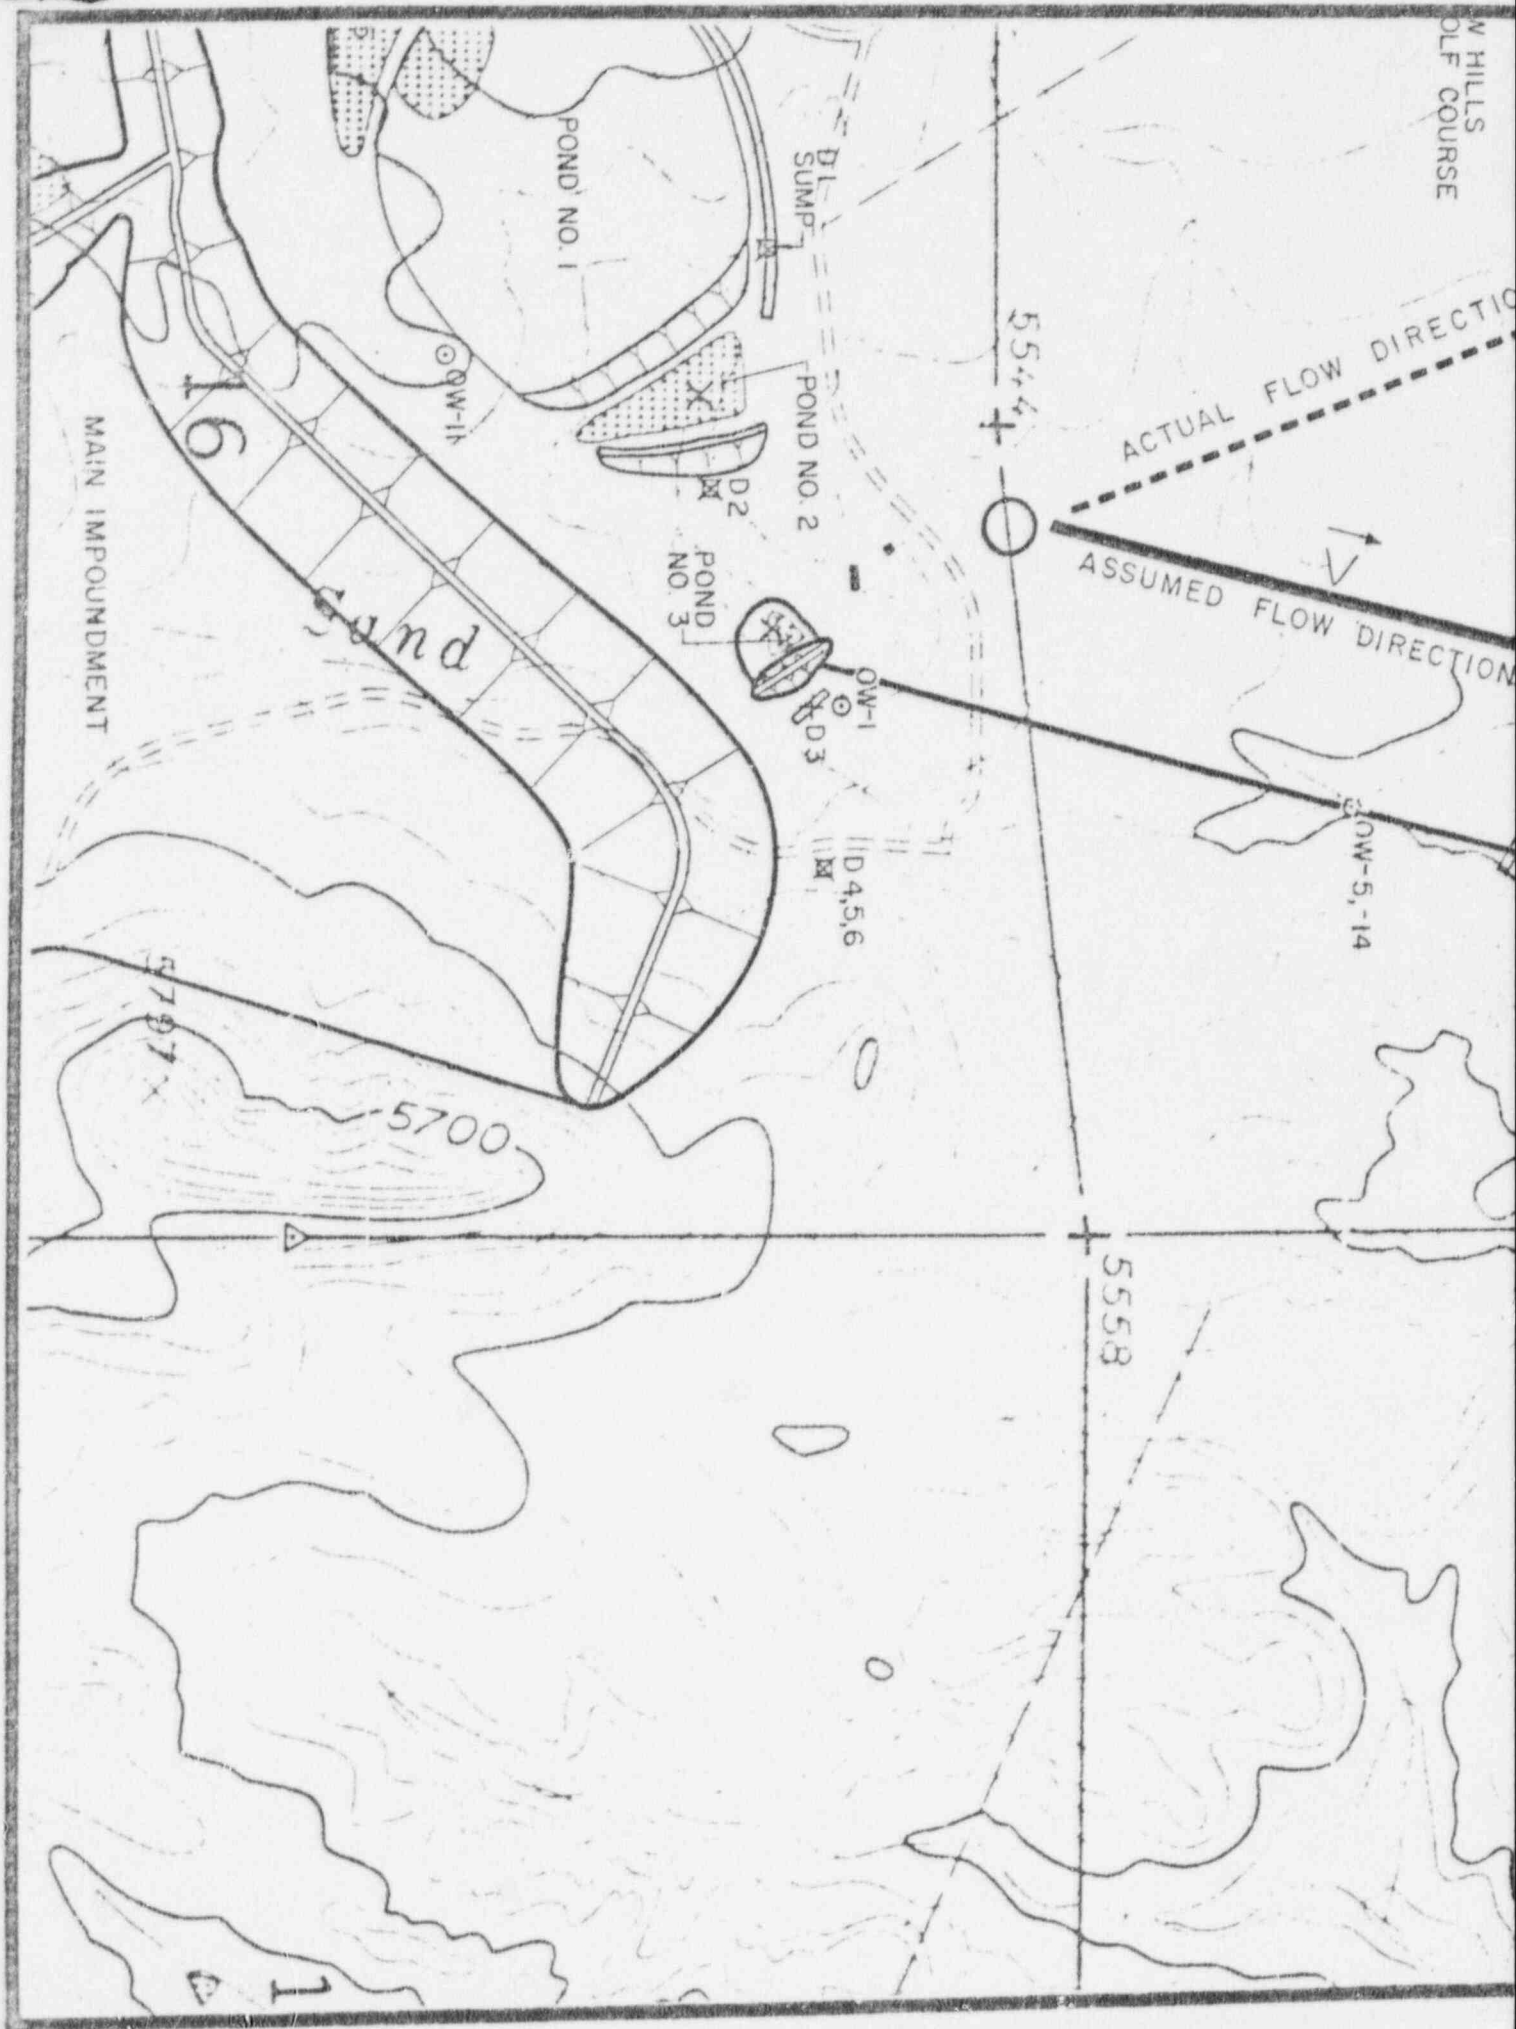 W HILLS
OLF COURSE
POND NO. 1
D1
SUMP
5544
ACTUAL FLOW DIRECTIO
ASSUMED FLOW DIRECTION
OW-11
16
POND NO. 2
D2
MAIN IMPOUNDMENT
POND
NO. 3
Sand
OW-1
D3
D4,5,6
OW-5,-14
5797
5700
5558
1